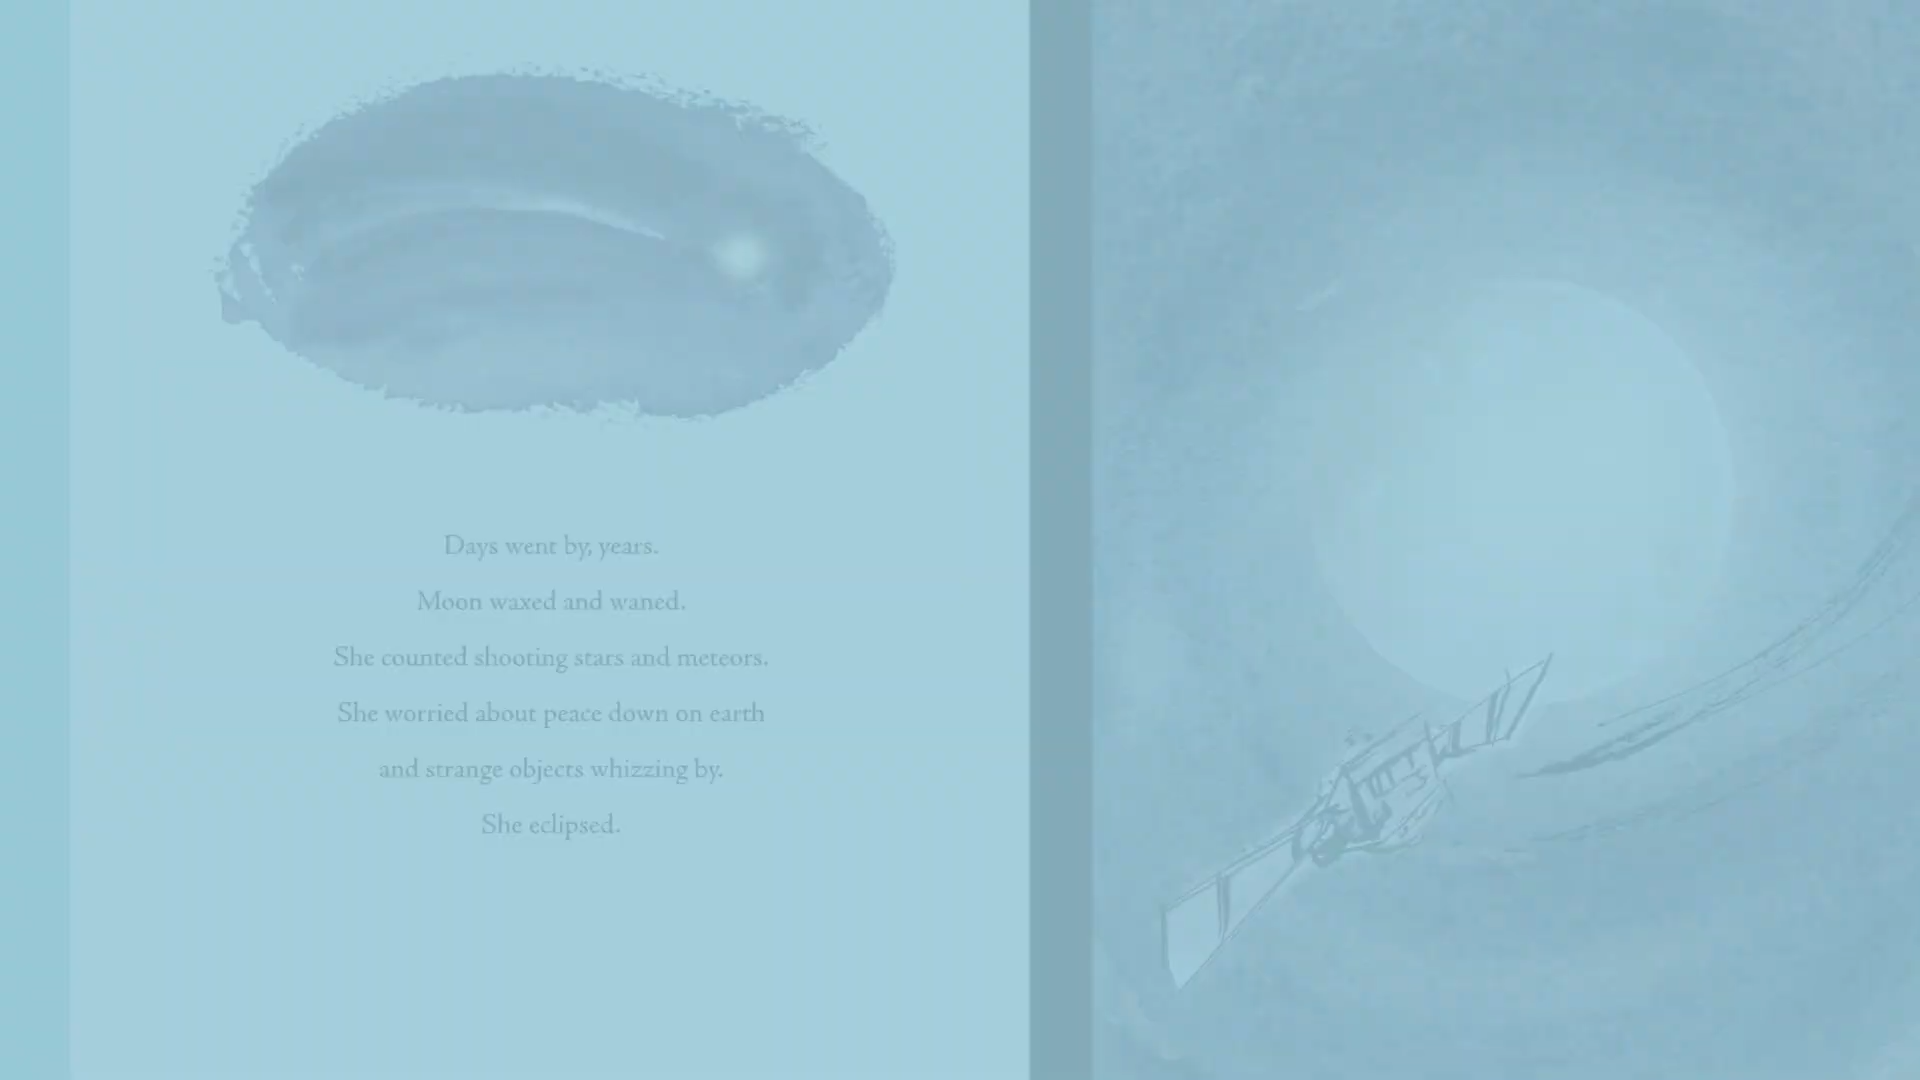 Days went by, years.
Moon waxed and waned.
She counted shooting stars and meteors.
She worried about peace down on earth
and strange objects whizzing by.
She eclipsed.